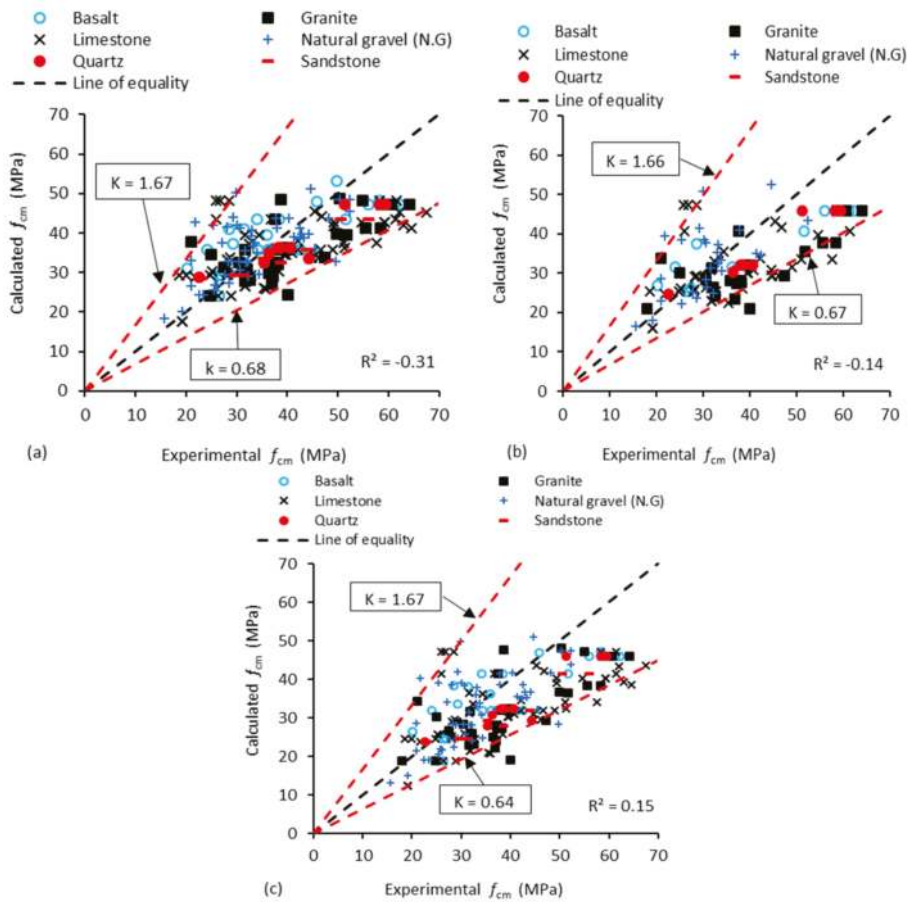 Basalt Granite
Limestone Natural gravel (N.G)
Quartz Sandstone
Line of equality
70
60
50
40
30
20
10
0
Calculated fcm (MPa)
K = 1.67
k = 0.68
R² = -0.31
0 10 20 30 40 50 60 70
(a) Experimental fcm (MPa)
Basalt Granite
Limestone Natural gravel (N.G)
Quartz Sandstone
Line of equality
70
60
50
40
30
20
10
0
Calculated fcm (MPa)
K = 1.66
K = 0.67
R² = -0.14
0 10 20 30 40 50 60 70
(b) Experimental fcm (MPa)
Basalt Granite
Limestone Natural gravel (N.G)
Quartz Sandstone
Line of equality
70
60
50
40
30
20
10
0
Calculated fcm (MPa)
K = 1.67
K = 0.64
R² = 0.15
0 10 20 30 40 50 60 70
(c) Experimental fcm (MPa)